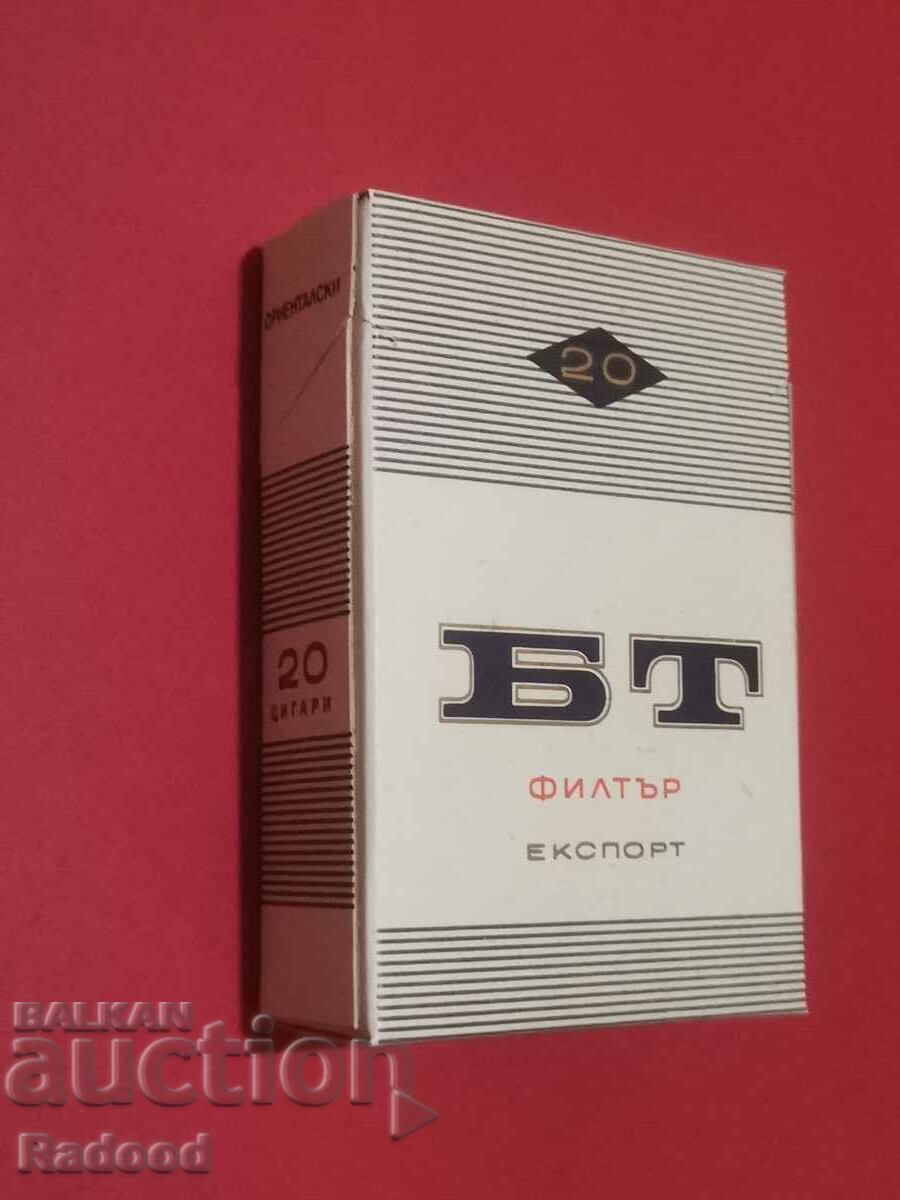 ОРИЕНТАЛСКИ
20
ЦИГАРИ
20
БТ
ФИЛТЪР
ЕКСПОРТ
BALKAN
auction
Radood